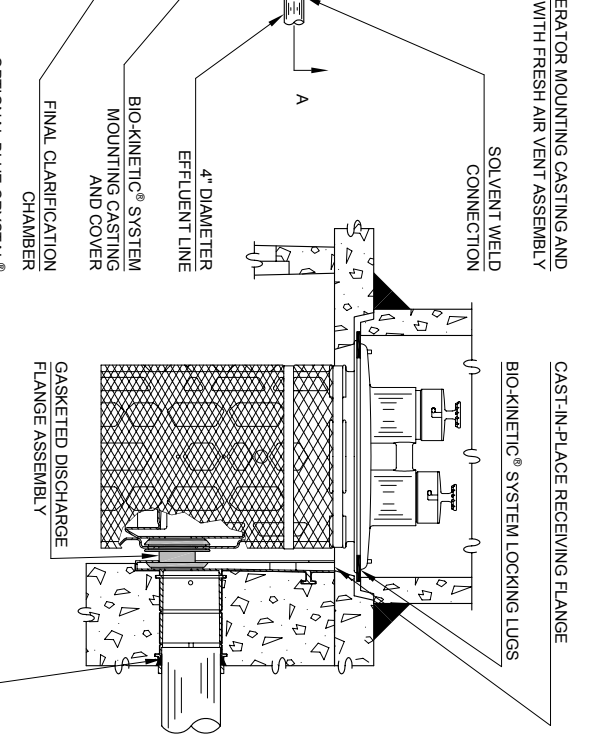 ERATOR MOUNTING CASTING AND
WITH FRESH AIR VENT ASSEMBLY
SOLVENT WELD
CONNECTION
A
4" DIAMETER
EFFLUENT LINE
BIO-KINETIC® SYSTEM
MOUNTING CASTING
AND COVER
FINAL CLARIFICATION
CHAMBER
CAST-IN-PLACE RECEIVING FLANGE
BIO-KINETIC® SYSTEM LOCKING LUGS
GASKETED DISCHARGE
FLANGE ASSEMBLY